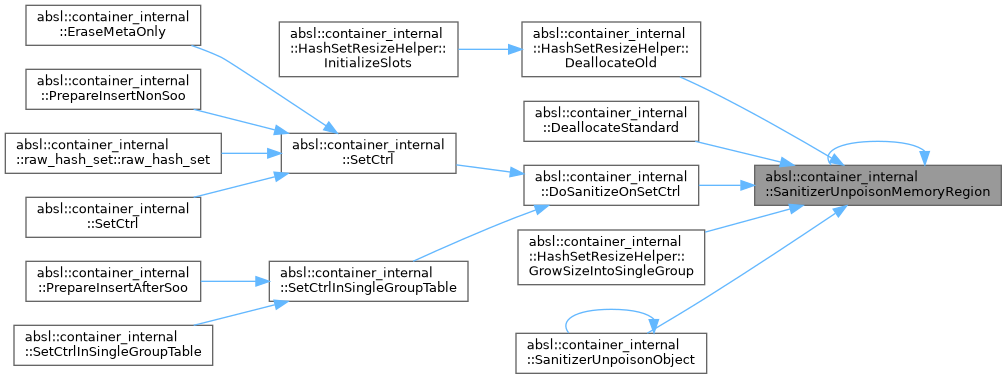 absl::container_internal
::EraseMetaOnly
absl::container_internal
::HashSetResizeHelper::
InitializeSlots
absl::container_internal
::HashSetResizeHelper::
DeallocateOld
absl::container_internal
::PrepareInsertNonSoo
absl::container_internal
::DeallocateStandard
absl::container_internal
::raw_hash_set::raw_hash_set
absl::container_internal
::SetCtrl
absl::container_internal
::DoSanitizeOnSetCtrl
absl::container_internal
::SanitizerUnpoisonMemoryRegion
absl::container_internal
::SetCtrl
absl::container_internal
::HashSetResizeHelper::
GrowSizeIntoSingleGroup
absl::container_internal
::PrepareInsertAfterSoo
absl::container_internal
::SetCtrlInSingleGroupTable
absl::container_internal
::SetCtrlInSingleGroupTable
absl::container_internal
::SanitizerUnpoisonObject